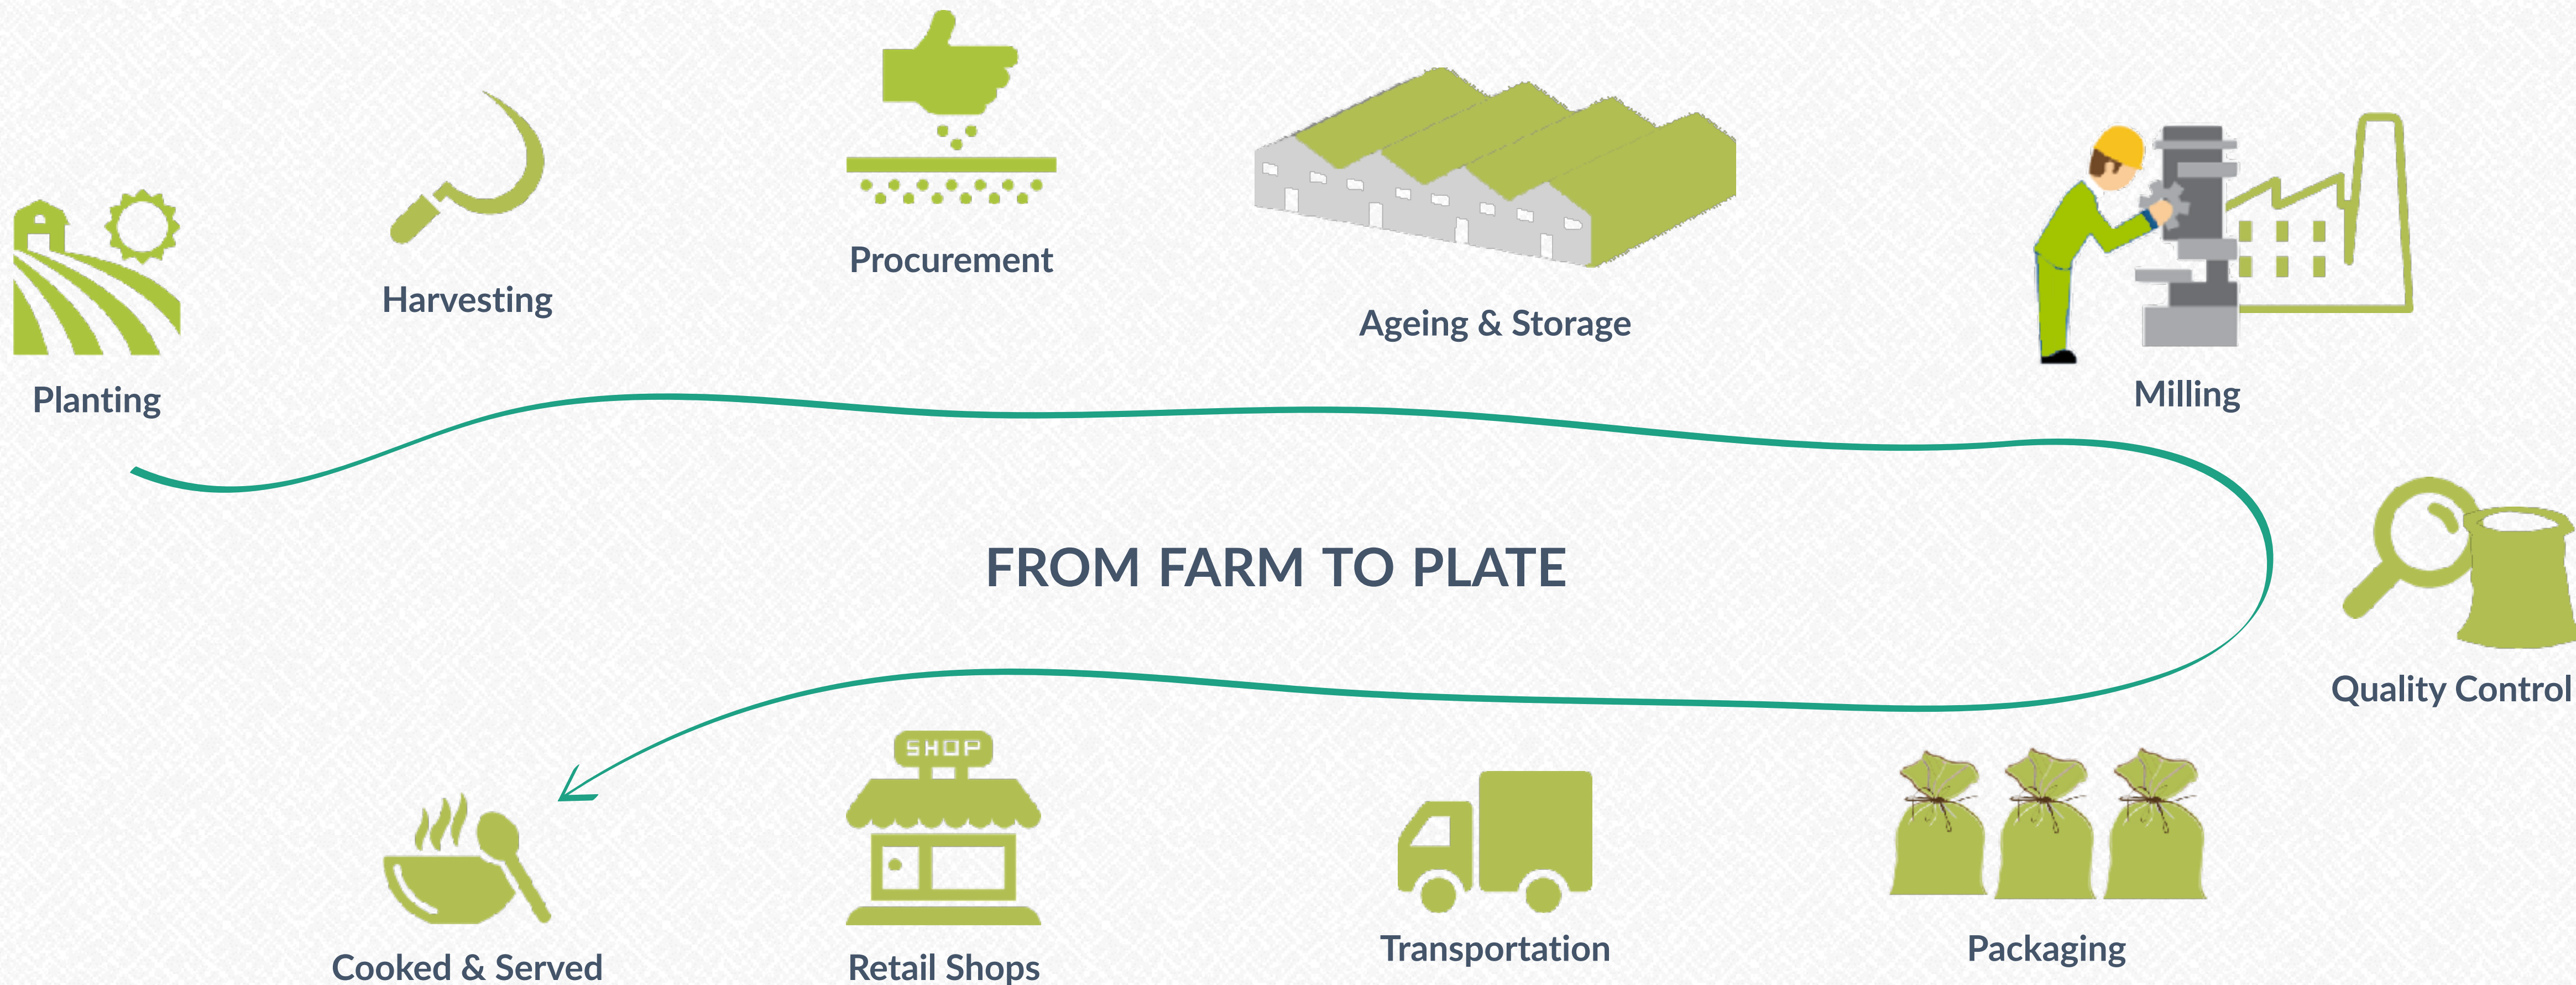 Planting
Harvesting
Procurement
Ageing & Storage
Milling
FROM FARM TO PLATE
Quality Control
SHOP
Cooked & Served
Retail Shops
Transportation
Packaging